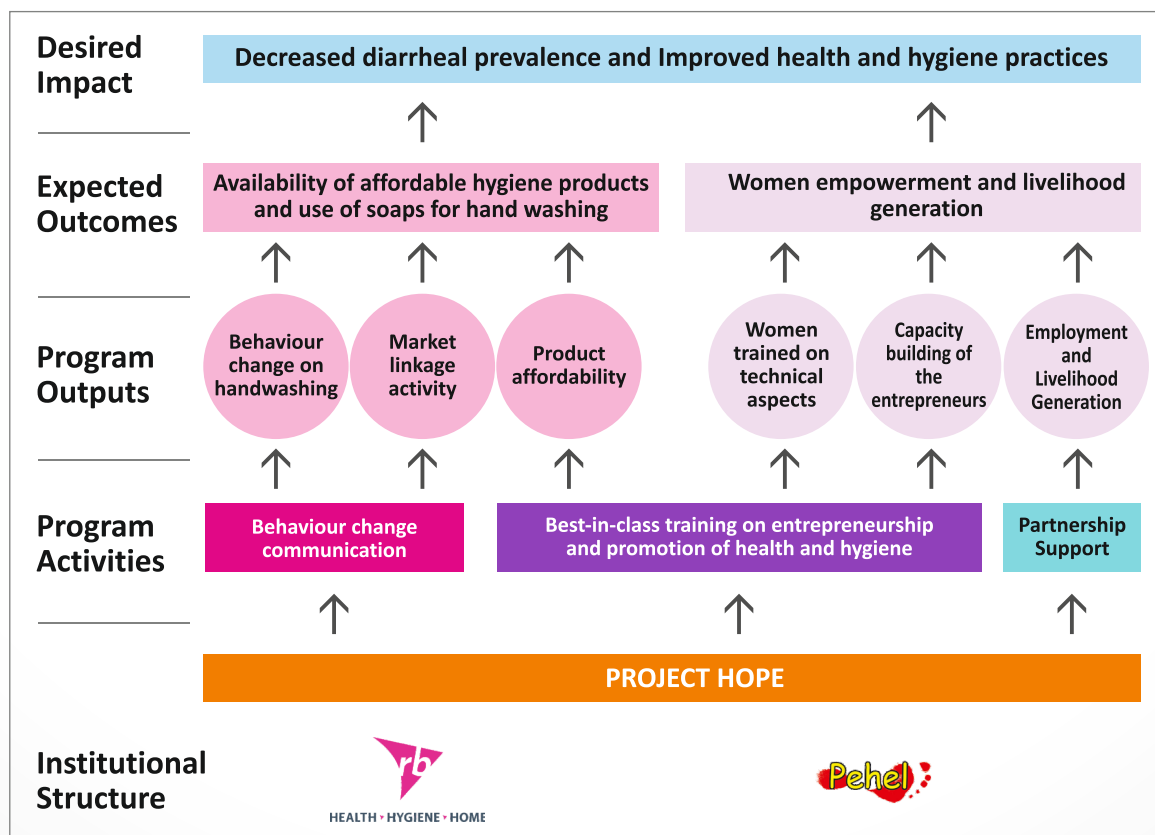 Desired
Impact
Decreased diarrheal prevalence and Improved health and hygiene practices
Expected
Outcomes
Availability of affordable hygiene products
and use of soaps for hand washing
Women empowerment and livelihood
generation
Program
Outputs
Behaviour
change on
handwashing
Market
linkage
activity
Product
affordability
Women
trained on
technical
aspects
Capacity
building of
the
entrepreneurs
Employment
and
Livelihood
Generation
Program
Activities
Behaviour change
communication
Best-in-class training on entrepreneurship
and promotion of health and hygiene
Partnership
Support
PROJECT HOPE
Institutional
Structure
rb
HEALTH HYGIENE HOME
Pehel